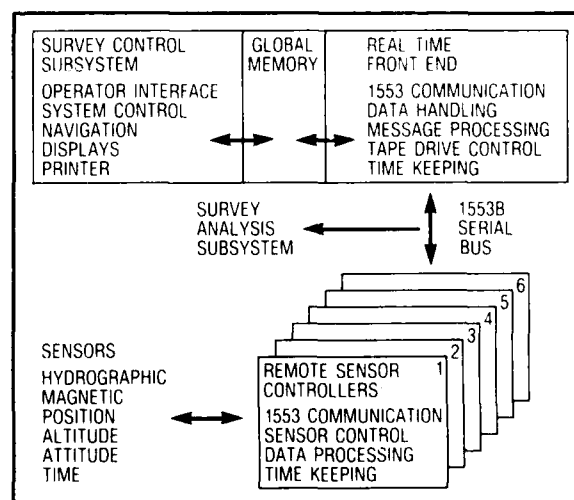 SURVEY CONTROL
SUBSYSTEM
OPERATOR INTERFACE
SYSTEM CONTROL
NAVIGATION
DISPLAYS
PRINTER
GLOBAL
MEMORY
REAL TIME
FRONT END
1553 COMMUNICATION
DATA HANDLING
MESSAGE PROCESSING
TAPE DRIVE CONTROL
TIME KEEPING
SURVEY
ANALYSIS
SUBSYSTEM
1553B
SERIAL
BUS
6
5
4
3
2
1
SENSORS
HYDROGRAPHIC
MAGNETIC
POSITION
ALTITUDE
ATTITUDE
TIME
REMOTE SENSOR
CONTROLLERS
1553 COMMUNICATION
SENSOR CONTROL
DATA PROCESSING
TIME KEEPING